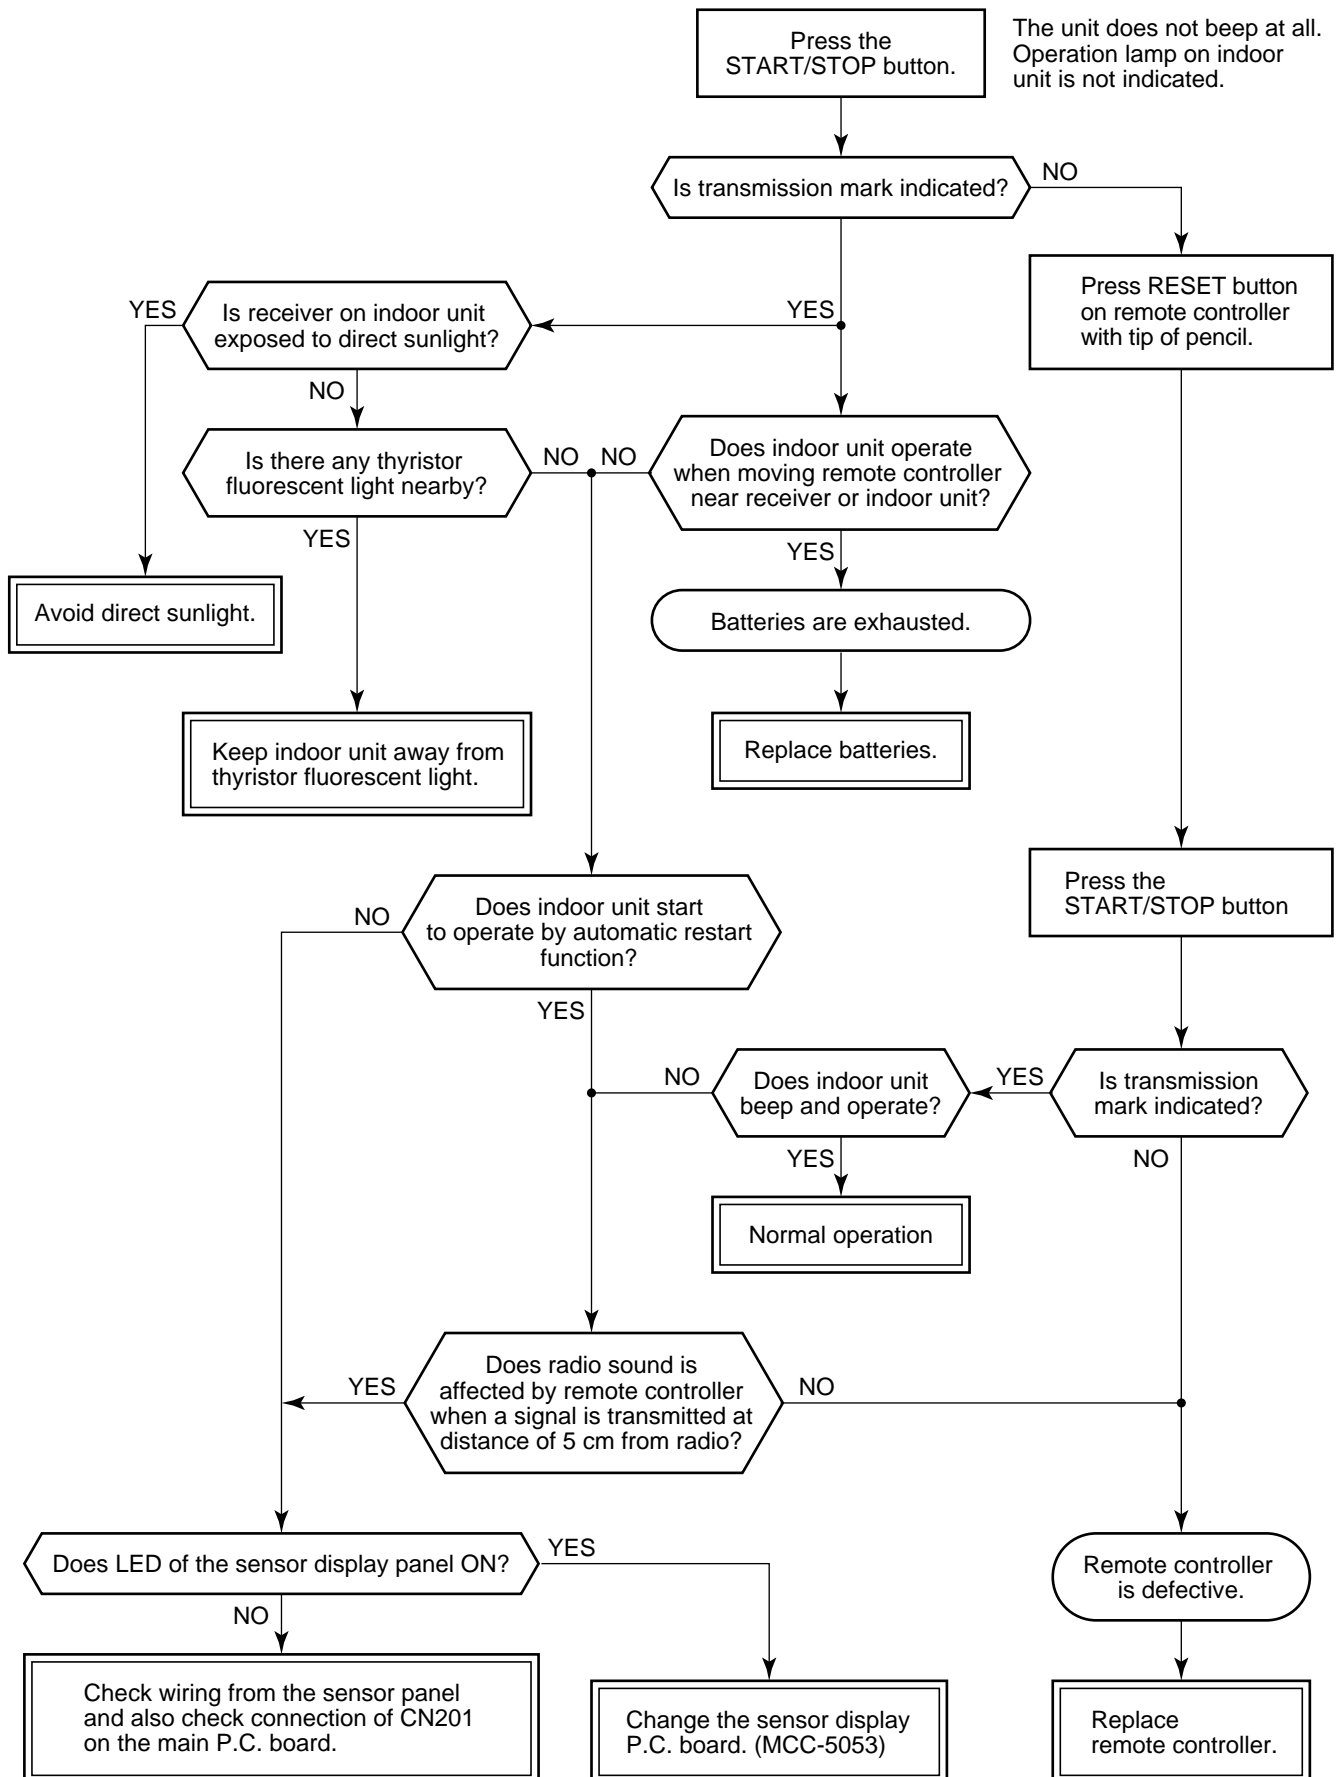 Press the
START/STOP button.
The unit does not beep at all.
Operation lamp on indoor
unit is not indicated.
Is transmission mark indicated?
NO
YES
Is receiver on indoor unit
exposed to direct sunlight?
YES
Press RESET button
on remote controller
with tip of pencil.
NO
Is there any thyristor
fluorescent light nearby?
NO
NO
Does indoor unit operate
when moving remote controller
near receiver or indoor unit?
YES
YES
Avoid direct sunlight.
Batteries are exhausted.
Keep indoor unit away from
thyristor fluorescent light.
Replace batteries.
Press the
START/STOP button
NO
Does indoor unit start
to operate by automatic restart
function?
YES
NO
Does indoor unit
beep and operate?
YES
Is transmission
mark indicated?
YES
NO
Normal operation
YES
Does radio sound is
affected by remote controller
when a signal is transmitted at
distance of 5 cm from radio?
NO
Does LED of the sensor display panel ON?
YES
Remote controller
is defective.
NO
Check wiring from the sensor panel
and also check connection of CN201
on the main P.C. board.
Change the sensor display
P.C. board. (MCC-5053)
Replace
remote controller.